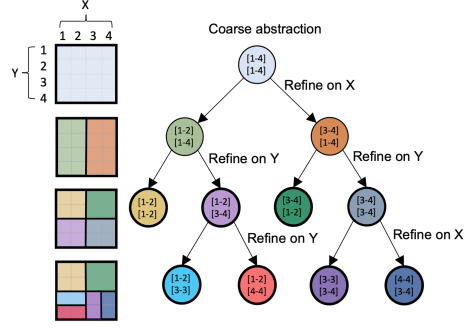 X
1 2 3 4
Y
1
2
3
4
Coarse abstraction
[1-4]
[1-4]
Refine on X
[1-2]
[1-4]
[3-4]
[1-4]
Refine on Y
Refine on Y
[1-2]
[1-2]
[1-2]
[3-4]
[3-4]
[1-2]
[3-4]
[3-4]
Refine on Y
Refine on X
[1-2]
[3-3]
[1-2]
[4-4]
[3-3]
[3-4]
[4-4]
[3-4]